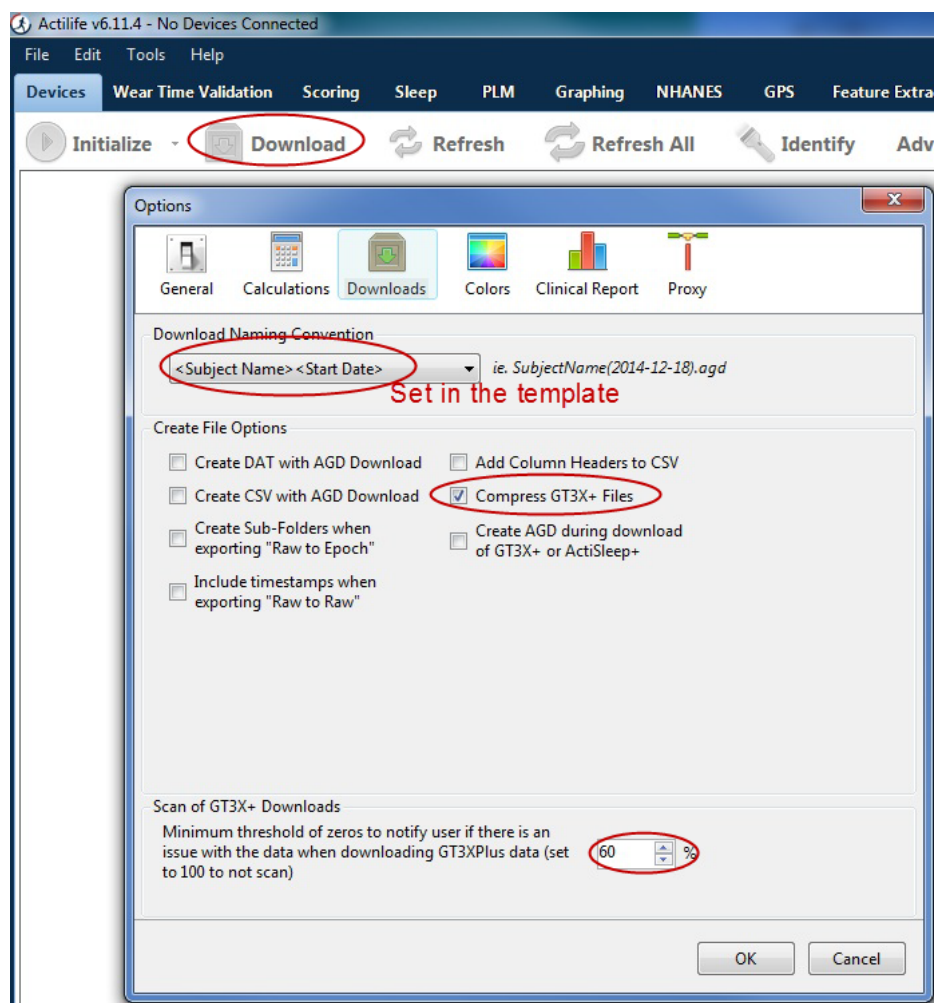 Actilife v6.11.4 - No Devices Connected
File Edit Tools Help
Devices Wear Time Validation Scoring Sleep PLM Graphing NHANES GPS Feature Extra
Initialize Download Refresh Refresh All Identify Adv
Options
General Calculations Downloads Colors Clinical Report Proxy
Download Naming Convention
<Subject Name><Start Date> ie. SubjectName(2014-12-18).agd
Set in the template
Create File Options
Create DAT with AGD Download Add Column Headers to CSV
Create CSV with AGD Download Compress GT3X+ Files
Create Sub-Folders when
exporting "Raw to Epoch"
Create AGD during download
of GT3X+ or ActiSleep+
Include timestamps when
exporting "Raw to Raw"
Scan of GT3X+ Downloads
Minimum threshold of zeros to notify user if there is an
issue with the data when downloading GT3XPlus data (set
to 100 to not scan)
60 %
OK Cancel